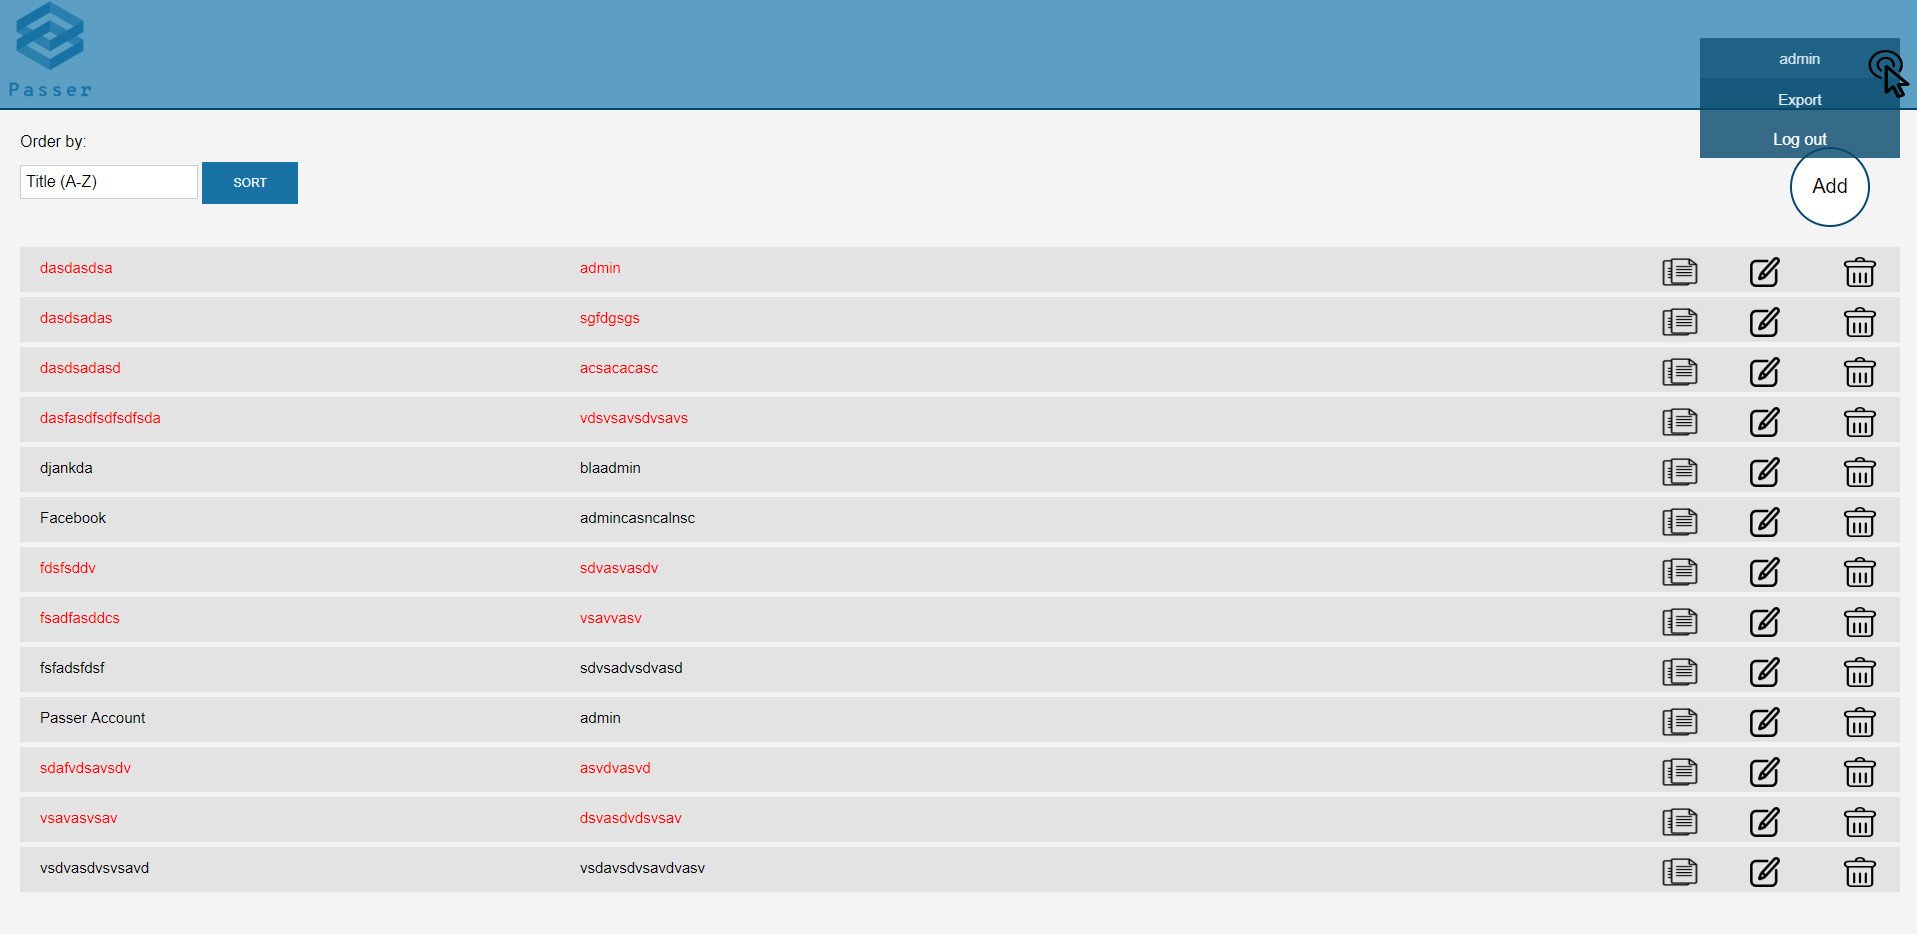 Passer
admin
Export
Log out
Order by:
Title (A-Z)
SORT
Add
dasdasdsa admin
dasdsadas sgfdgsgs
dasdsadasd acsacacasc
dasfasdfsdfsdfsda vdsvsavsdvsavs
djankda blaadmin
Facebook admincasncalnsc
fdsfsddv sdvasvasdv
fsadfasddcs vsavvasv
fsfadsfdsf sdvsadvsdvasd
Passer Account admin
sdafvdsavsdv asvdvasvd
vsavasvsav dsvasdvdsvsav
vsdvasdvsvsavd vsdavsdvsavdvasv